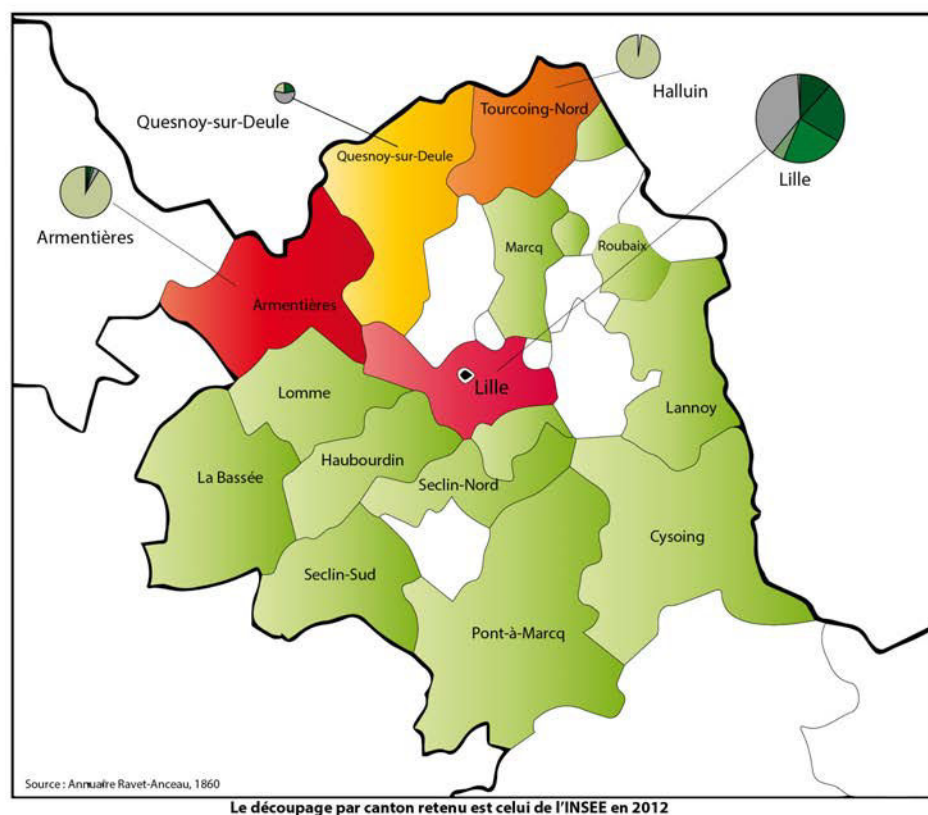 Halluin
Tourcoing-Nord
Quesnoy-sur-Deule
Quesnoy-sur-Deule
Lille
Armentières
Marcq
Roubaix
Armentières
Lille
Lomme
Lannoy
Haubourdin
La Bassée
Seclin-Nord
Cysoing
Seclin-Sud
Pont-à-Marcq
Source : Annuaire Ravet-Anceau, 1860
Le découpage par canton retenu est celui de l'INSEE en 2012